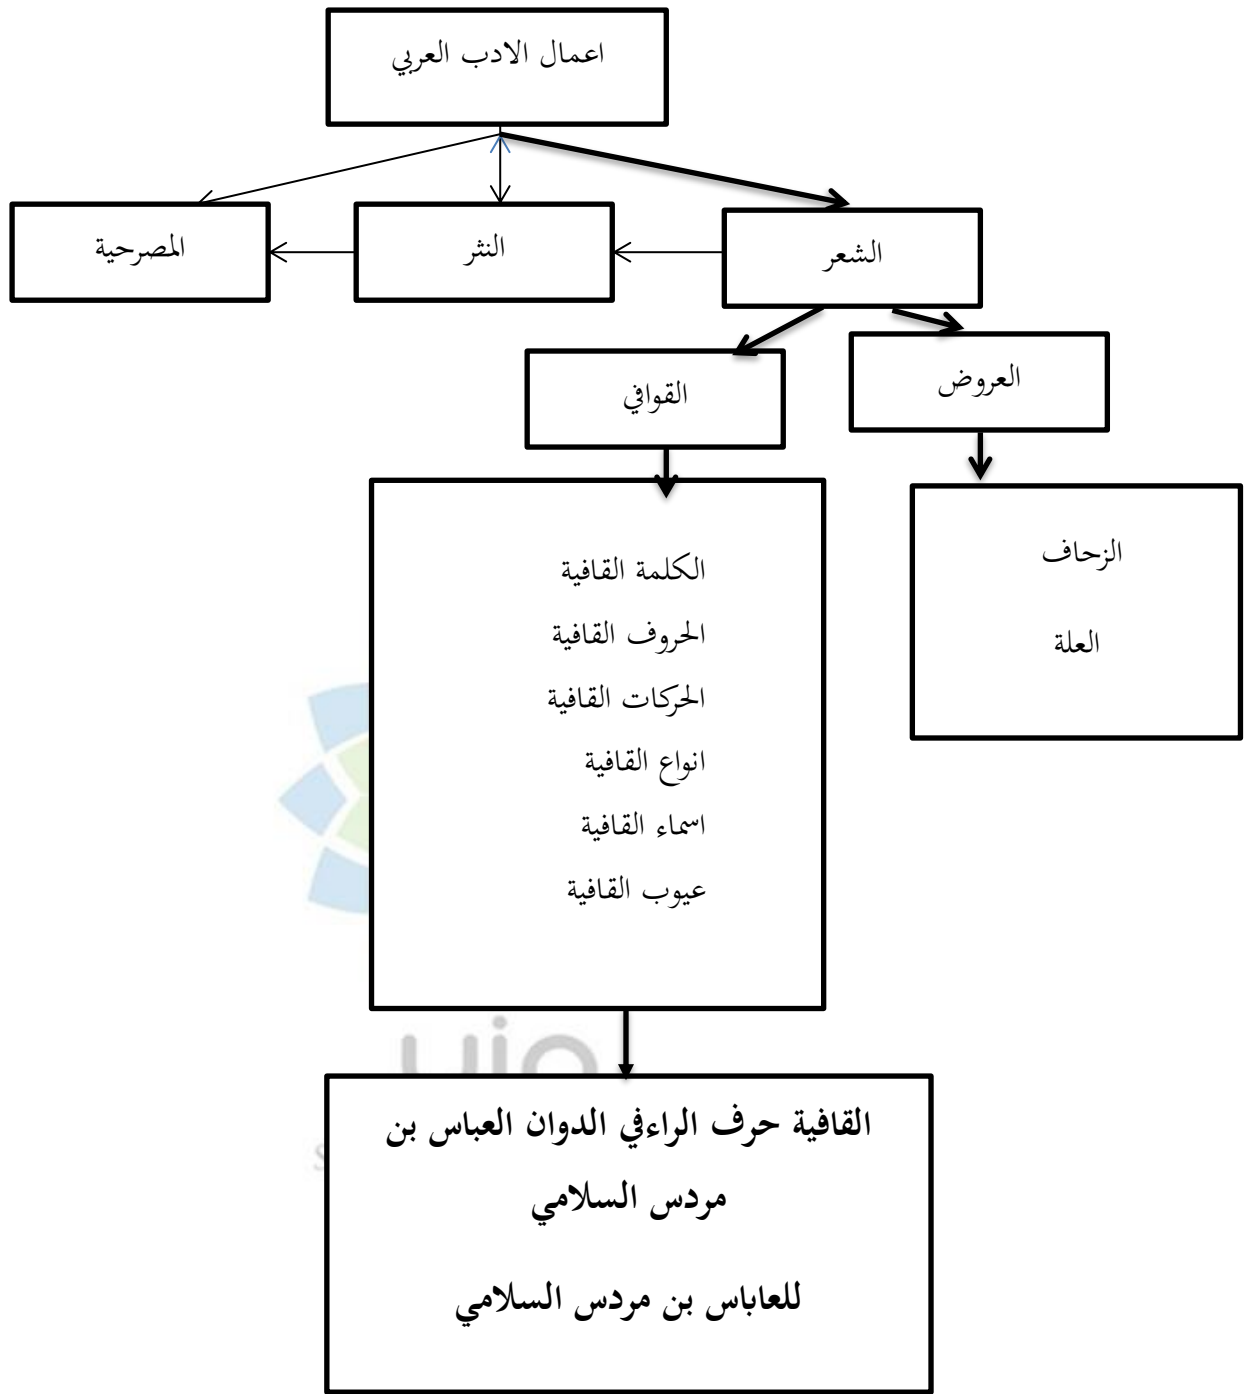 اعمال الادب العربي
الشعر
النثر
المصرحية
العروض
القوافي
الزحاف
العلة
الكلمة القافية
الحروف القافية
الحركات القافية
انواع القافية
اسماء القافية
عيوب القافية
القافية حرف الراءفي الدوان العباس بن
مردس السلامي
للعاباس بن مردس السلامي